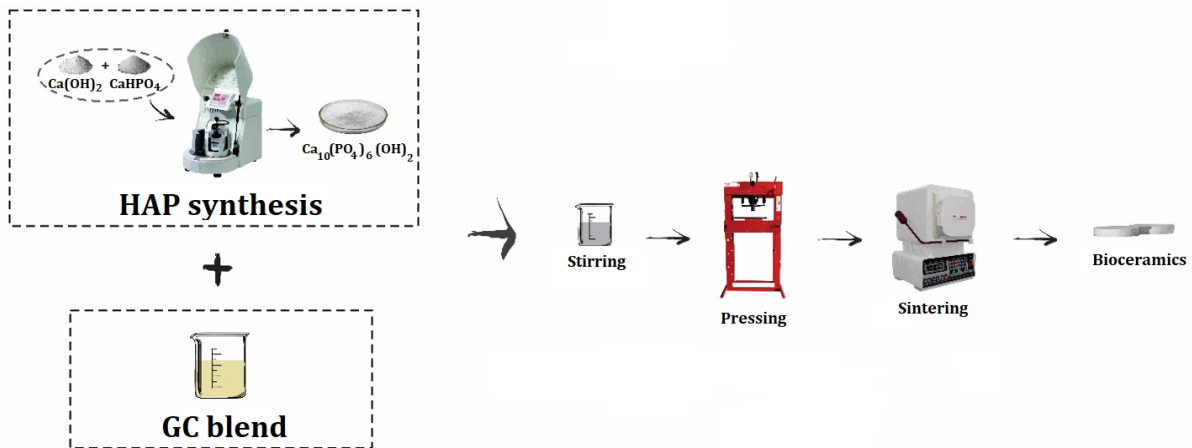 +
Ca(OH)₂ CaHPO₄
Ca₁₀(PO₄)₆(OH)₂
HAP synthesis
+
GC blend
Stirring
Pressing
Sintering
Bioceramics